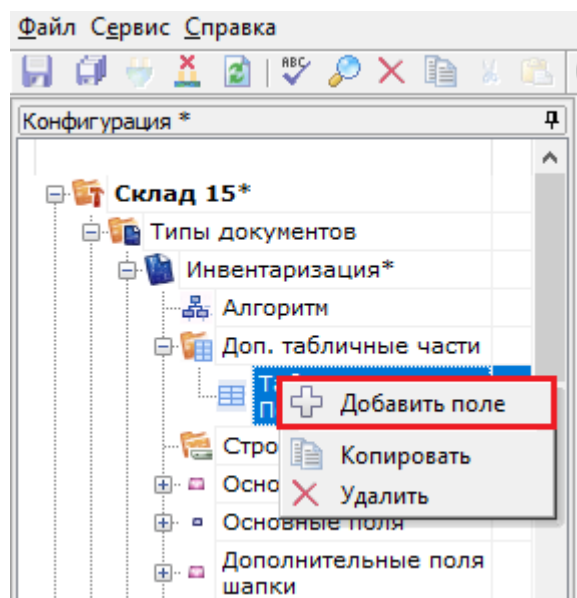 Файл Сервис Справка
ABC
Конфигурация *
Склад 15*
Типы документов
Инвентаризация*
Алгоритм
Доп. табличные части
Добавить поле
Копировать
Удалить
Основные поля
Дополнительные поля
шапки